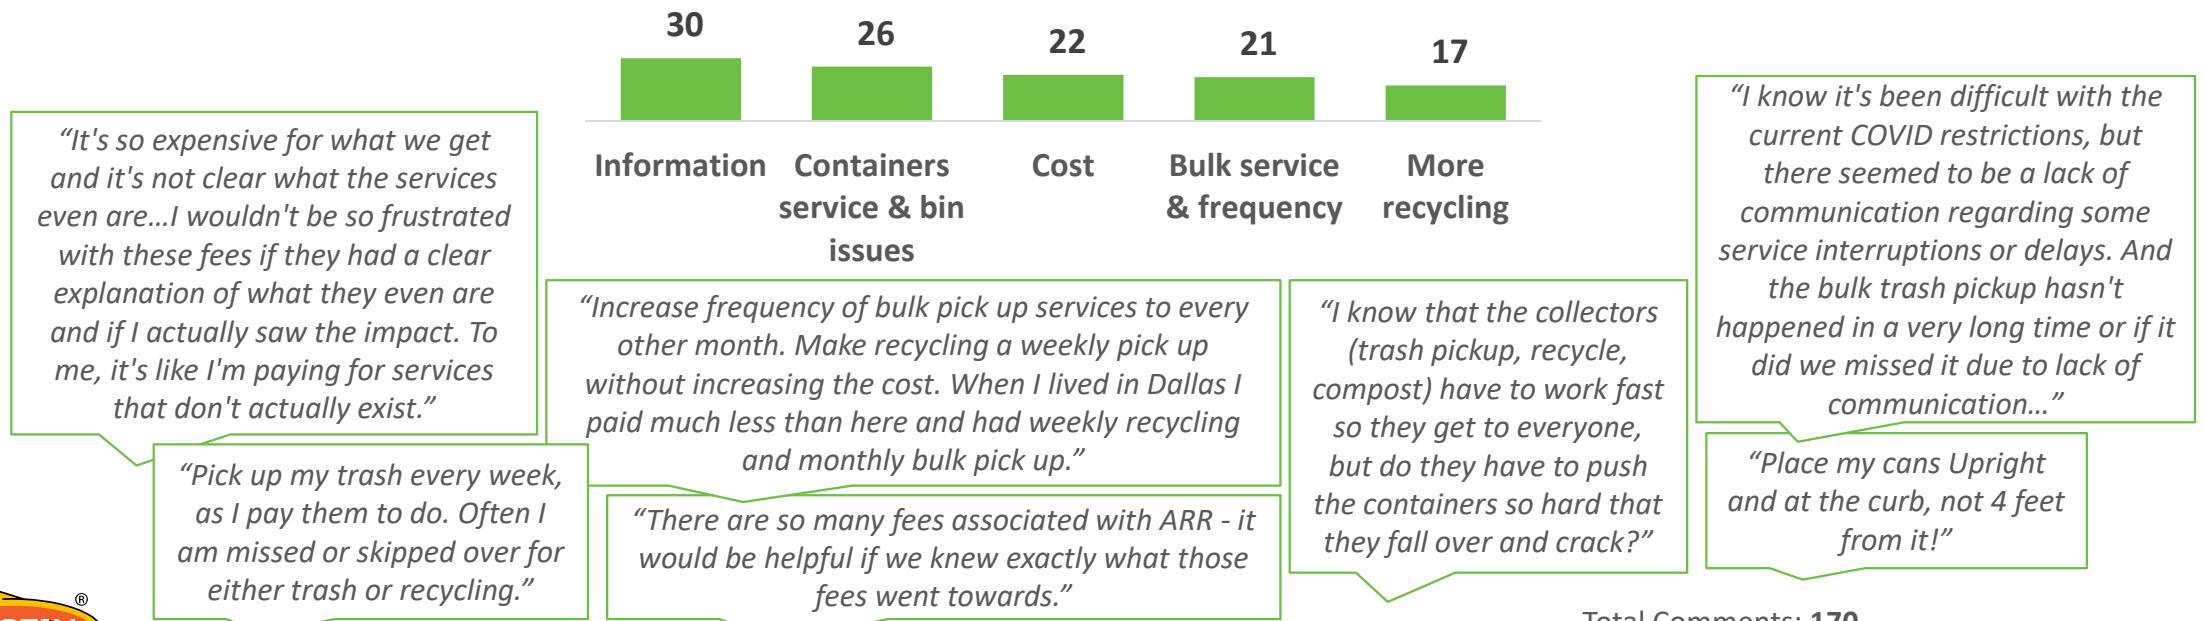 30
26
22
21
17
Information
Containers
service & bin
issues
Cost
Bulk service
& frequency
More
recycling
“It's so expensive for what we get
and it's not clear what the services
even are…I wouldn't be so frustrated
with these fees if they had a clear
explanation of what they even are
and if I actually saw the impact. To
me, it's like I'm paying for services
that don't actually exist.”
“I know it's been difficult with the
current COVID restrictions, but
there seemed to be a lack of
communication regarding some
service interruptions or delays. And
the bulk trash pickup hasn't
happened in a very long time or if it
did we missed it due to lack of
communication…”
“Increase frequency of bulk pick up services to every
other month. Make recycling a weekly pick up
without increasing the cost. When I lived in Dallas I
paid much less than here and had weekly recycling
and monthly bulk pick up.”
“I know that the collectors
(trash pickup, recycle,
compost) have to work fast
so they get to everyone,
but do they have to push
the containers so hard that
they fall over and crack?”
“Pick up my trash every week,
as I pay them to do. Often I
am missed or skipped over for
either trash or recycling.”
“There are so many fees associated with ARR - it
would be helpful if we knew exactly what those
fees went towards.”
“Place my cans Upright
and at the curb, not 4 feet
from it!”
®
Total Comments: 170